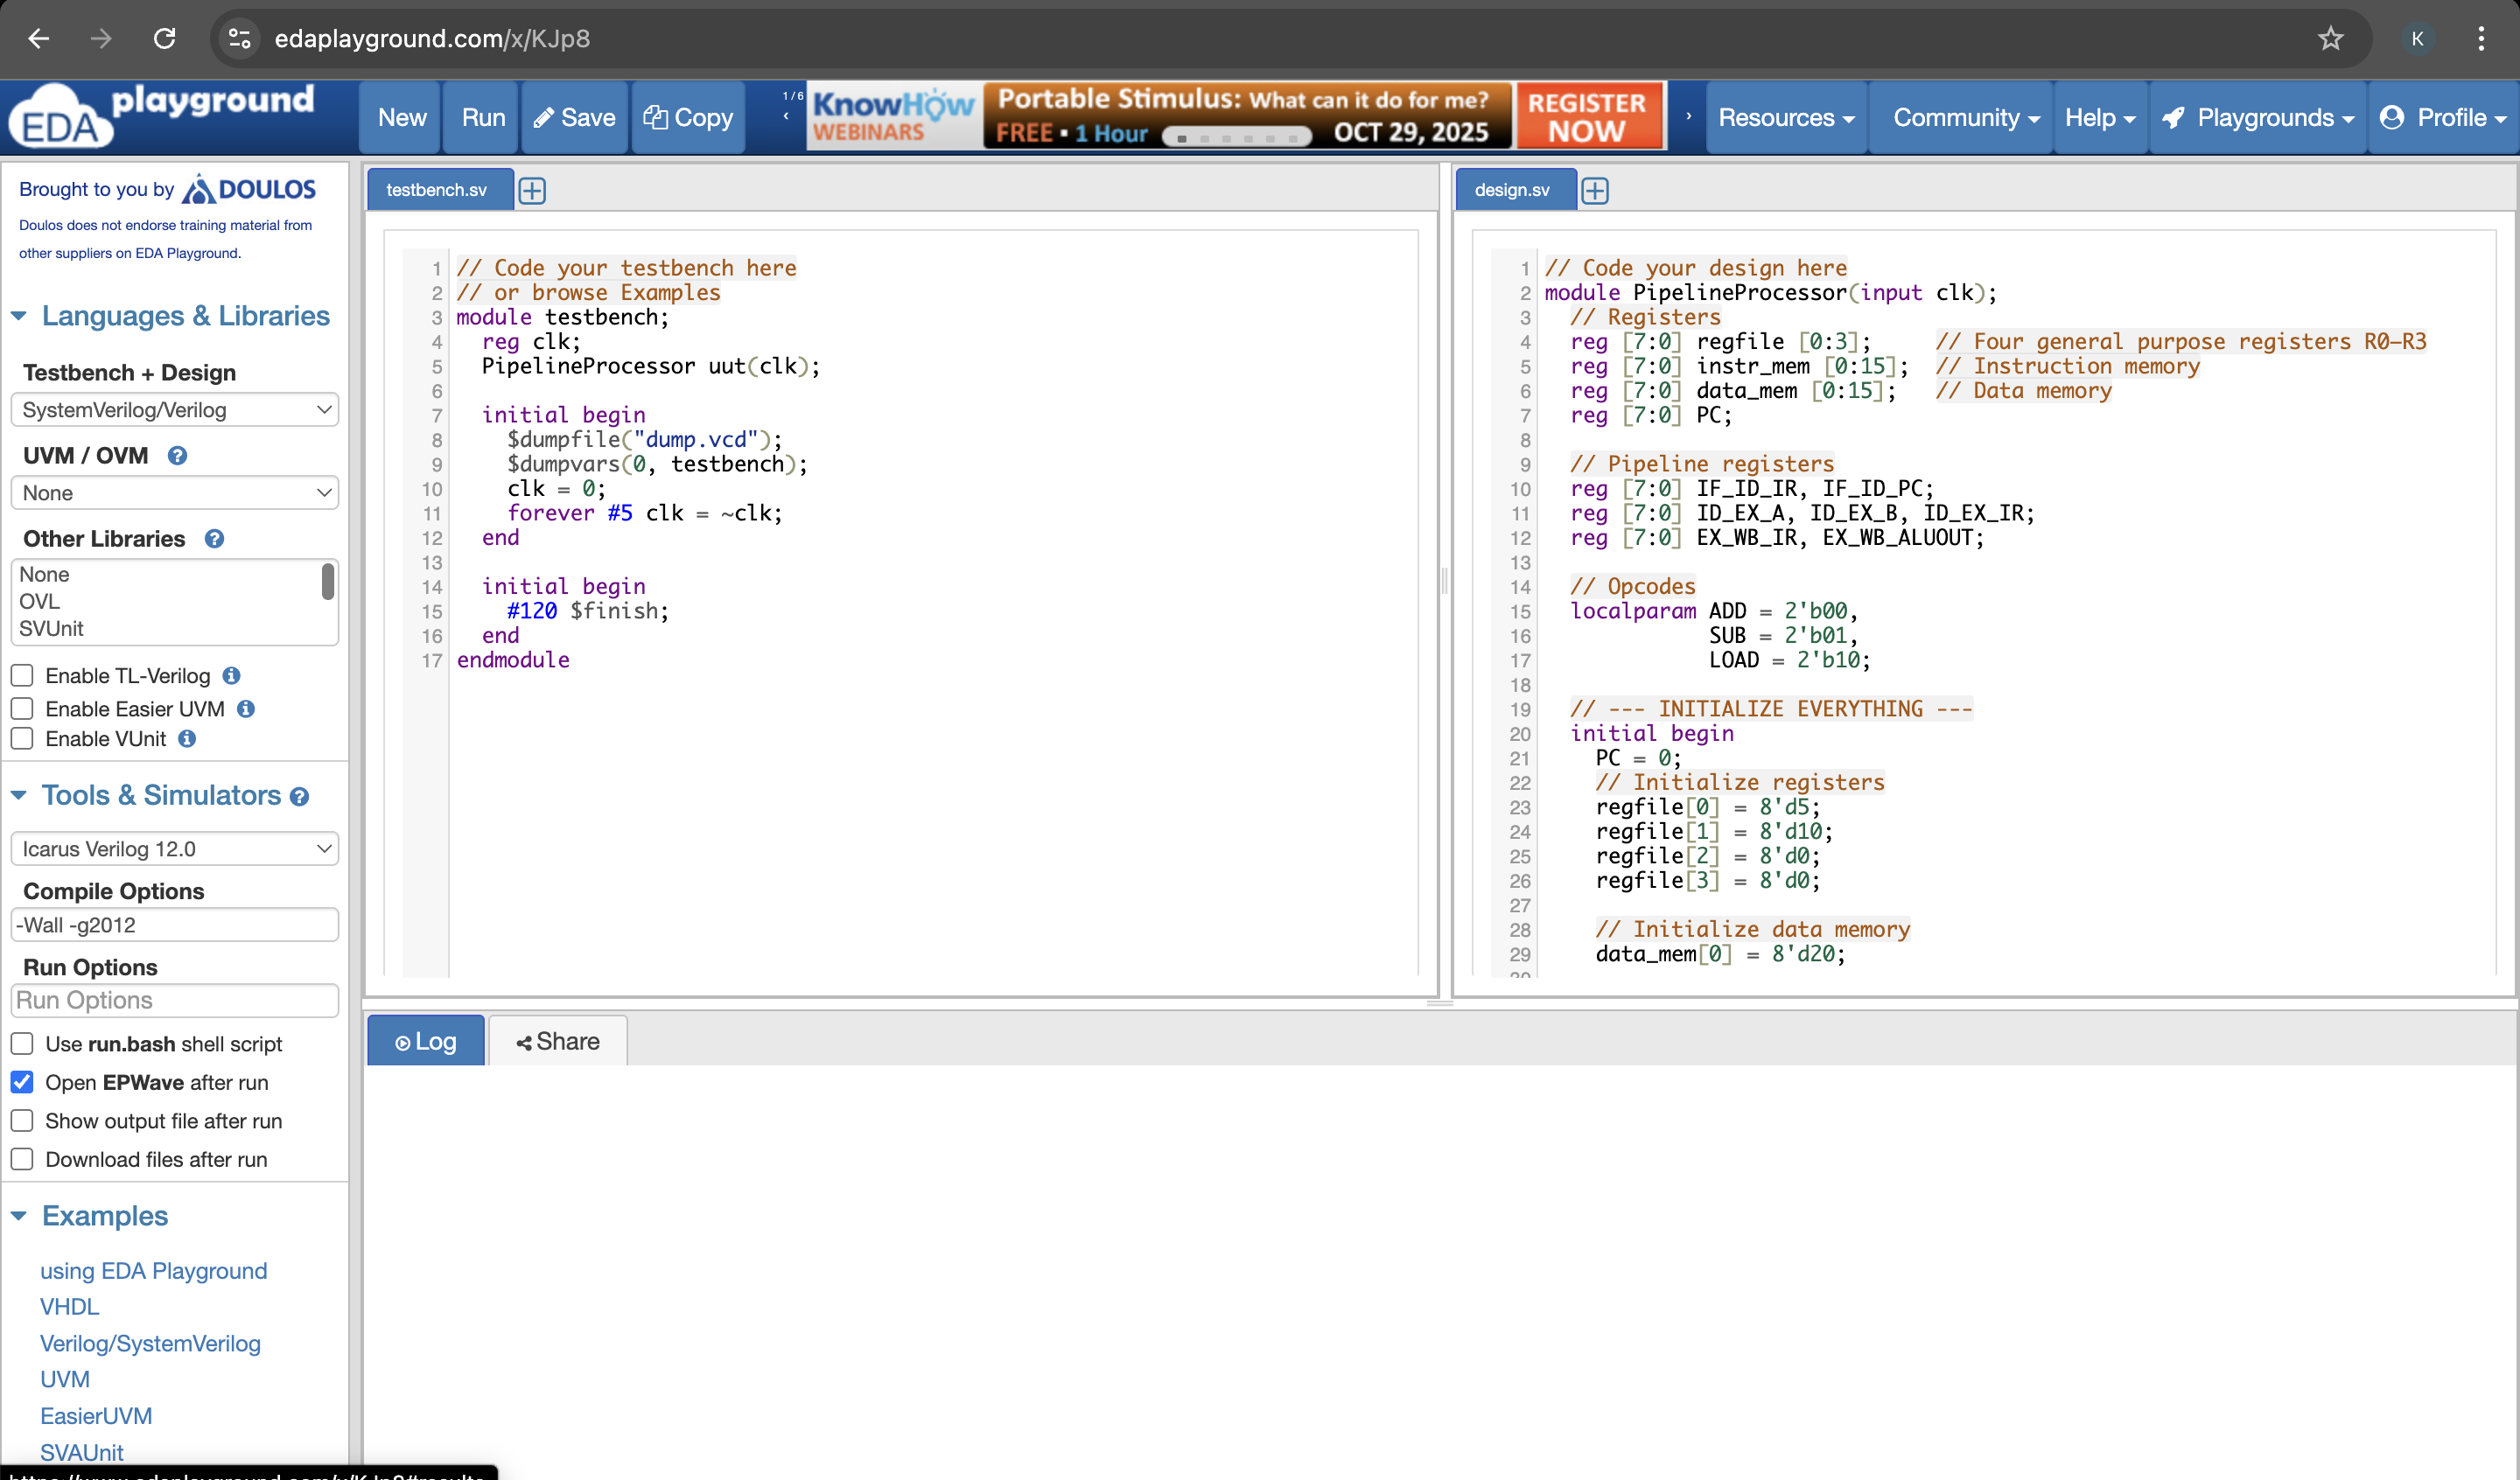 edaplayground.com/x/KJp8
K
EDA playground
New
Run
Save
Copy
1/6
KnowHow
WEBINARS
Portable Stimulus: What can it do for me?
FREE ▪ 1 Hour
OCT 29, 2025
REGISTER
NOW
Resources
Community
Help
Playgrounds
Profile
Brought to you by DOULOS
Doulos does not endorse training material from
other suppliers on EDA Playground.
Languages & Libraries
Testbench + Design
SystemVerilog/Verilog
UVM / OVM
None
Other Libraries
None
OVL
SVUnit
Enable TL-Verilog
Enable Easier UVM
Enable VUnit
Tools & Simulators
Icarus Verilog 12.0
Compile Options
-Wall -g2012
Run Options
Run Options
Use run.bash shell script
Open EPWave after run
Show output file after run
Download files after run
Examples
using EDA Playground
VHDL
Verilog/SystemVerilog
UVM
EasierUVM
SVAUnit
testbench.sv
1 // Code your testbench here
2 // or browse Examples
3 module testbench;
4   reg clk;
5   PipelineProcessor uut(clk);
6
7   initial begin
8     $dumpfile("dump.vcd");
9     $dumpvars(0, testbench);
10     clk = 0;
11     forever #5 clk = ~clk;
12   end
13
14   initial begin
15     #120 $finish;
16   end
17 endmodule
design.sv
1 // Code your design here
2 module PipelineProcessor(input clk);
3   // Registers
4   reg [7:0] regfile [0:3];     // Four general purpose registers R0–R3
5   reg [7:0] instr_mem [0:15];  // Instruction memory
6   reg [7:0] data_mem [0:15];   // Data memory
7   reg [7:0] PC;
8
9   // Pipeline registers
10   reg [7:0] IF_ID_IR, IF_ID_PC;
11   reg [7:0] ID_EX_A, ID_EX_B, ID_EX_IR;
12   reg [7:0] EX_WB_IR, EX_WB_ALUOUT;
13
14   // Opcodes
15   localparam ADD = 2'b00,
16              SUB = 2'b01,
17              LOAD = 2'b10;
18
19   // --- INITIALIZE EVERYTHING ---
20   initial begin
21     PC = 0;
22     // Initialize registers
23     regfile[0] = 8'd5;
24     regfile[1] = 8'd10;
25     regfile[2] = 8'd0;
26     regfile[3] = 8'd0;
27
28     // Initialize data memory
29     data_mem[0] = 8'd20;
Log
Share